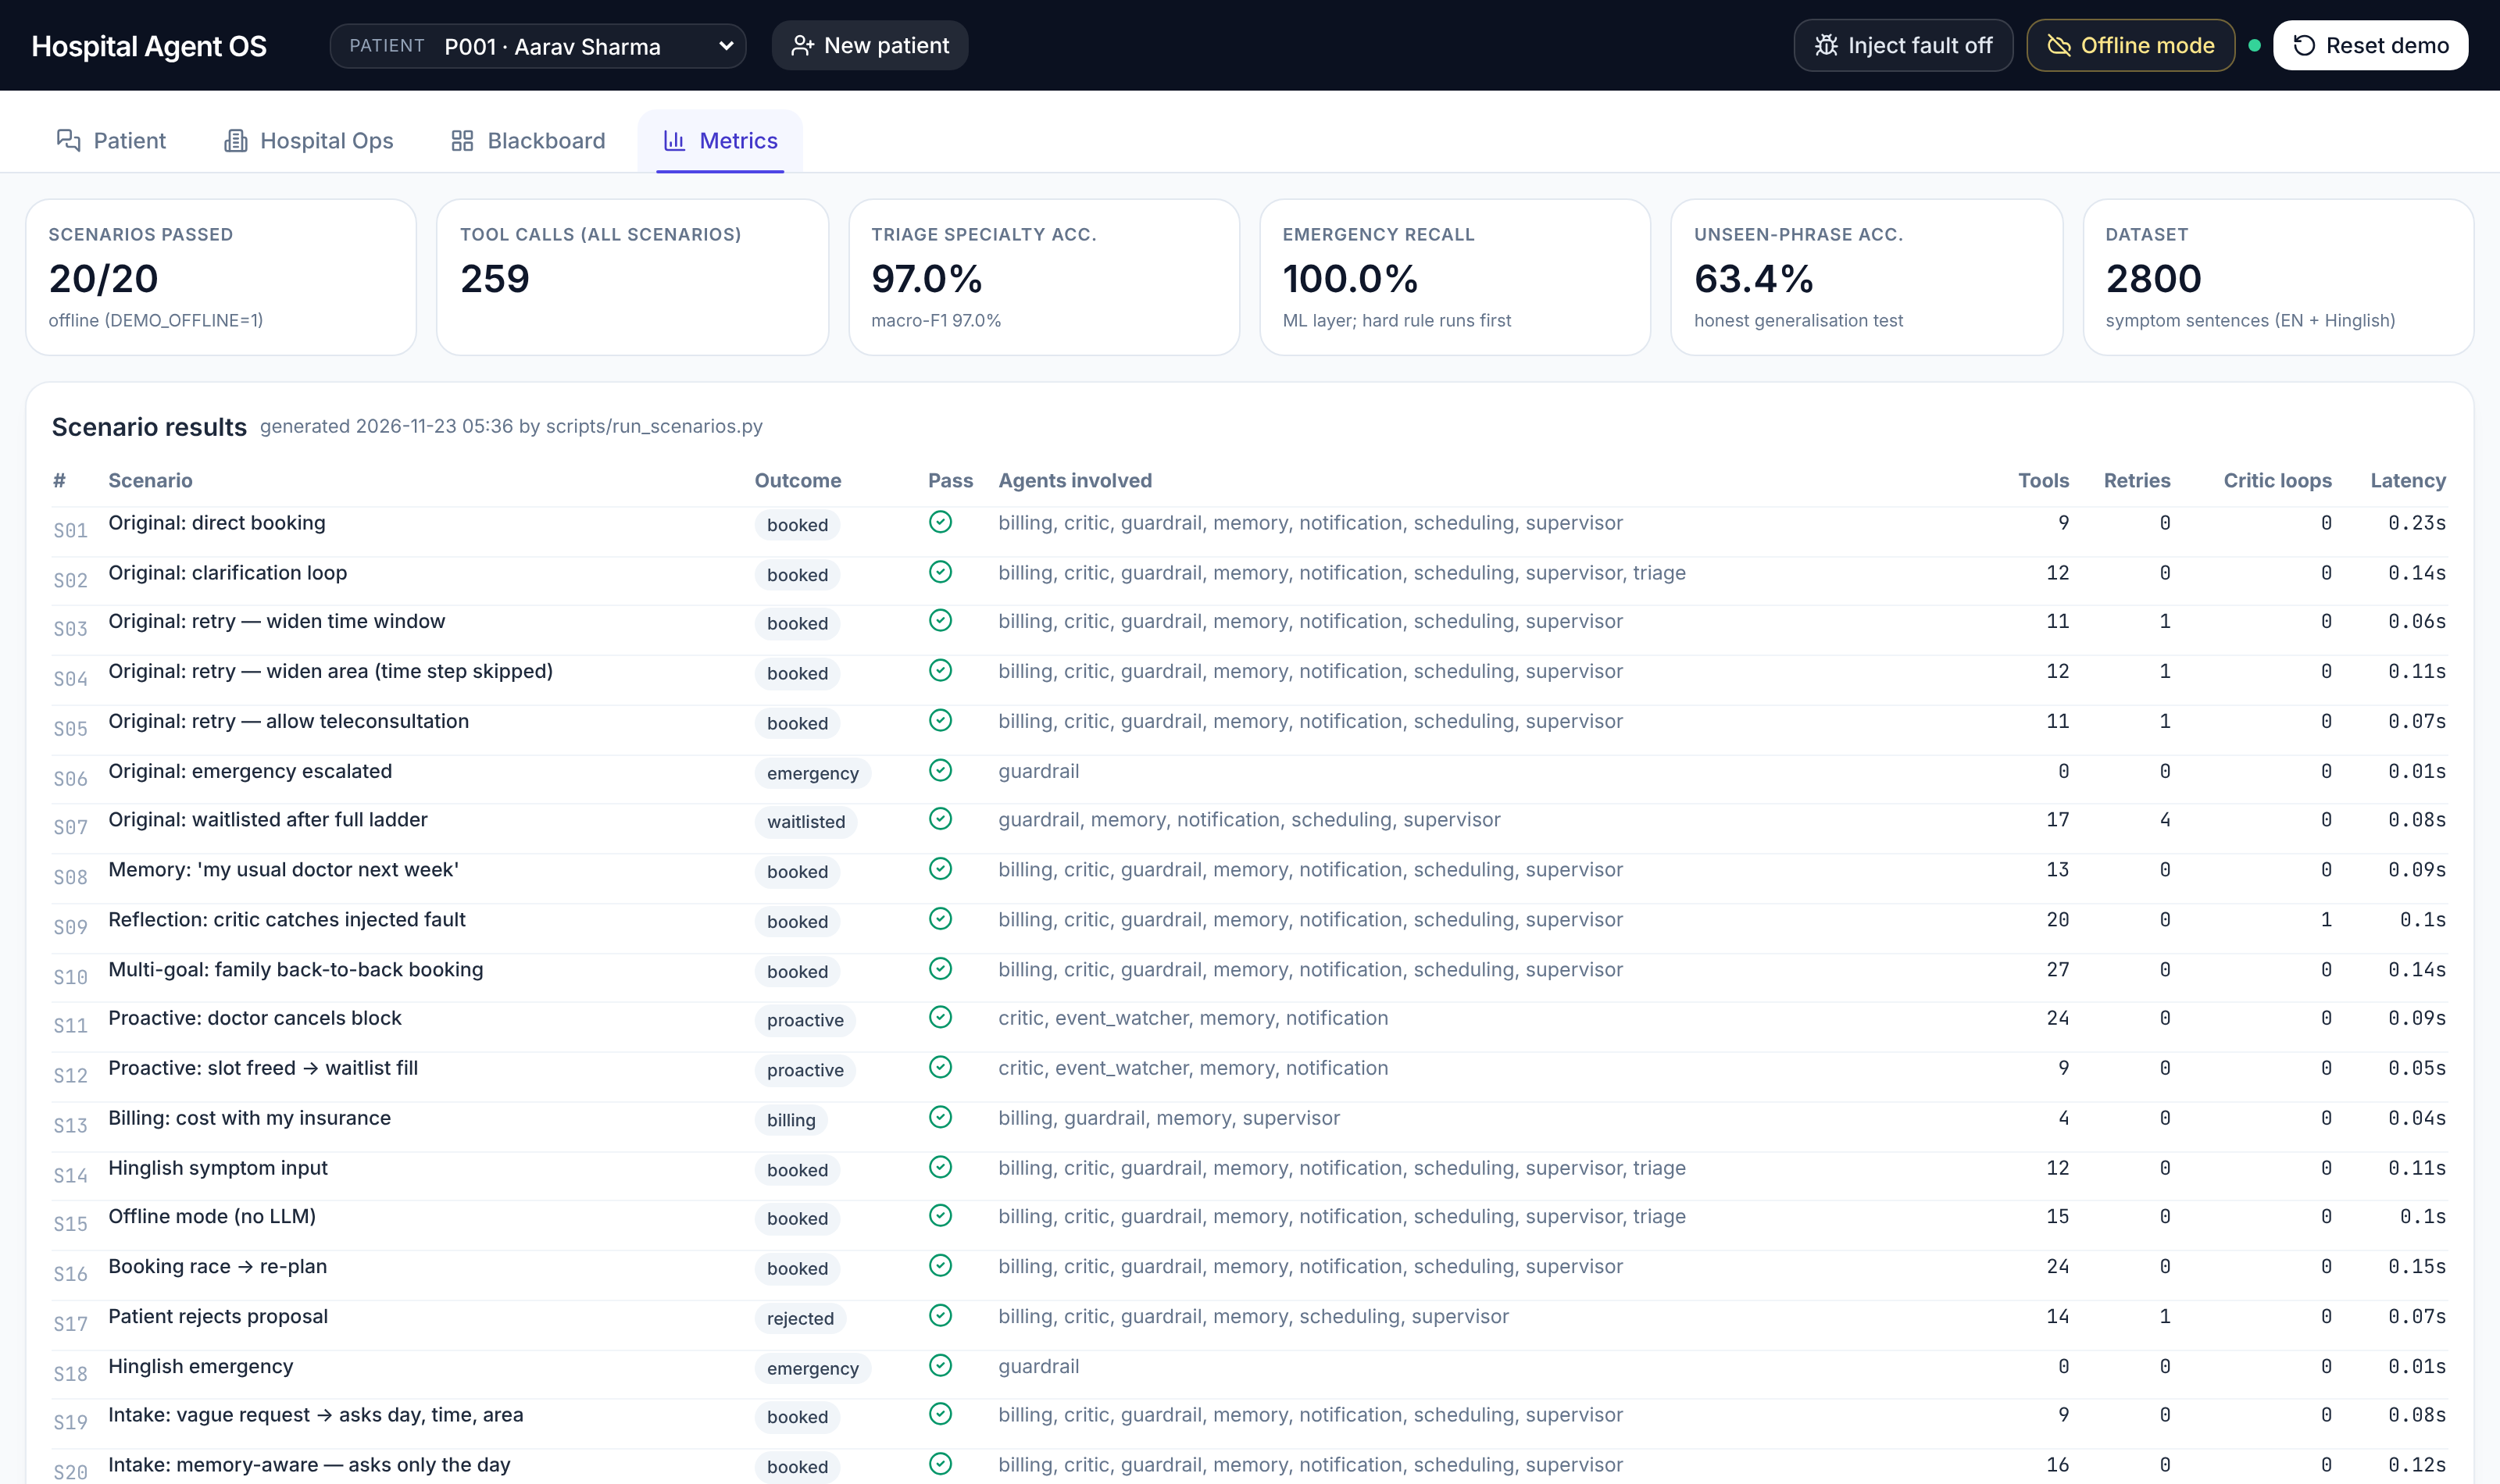 Hospital Agent OS PATIENT P001 · Aarav Sharma New patient Inject fault off Offline mode Reset demo
Patient Hospital Ops Blackboard Metrics
SCENARIOS PASSED
20/20
offline (DEMO_OFFLINE=1)
TOOL CALLS (ALL SCENARIOS)
259
TRIAGE SPECIALTY ACC.
97.0%
macro-F1 97.0%
EMERGENCY RECALL
100.0%
ML layer; hard rule runs first
UNSEEN-PHRASE ACC.
63.4%
honest generalisation test
DATASET
2800
symptom sentences (EN + Hinglish)
Scenario results generated 2026-11-23 05:36 by scripts/run_scenarios.py
# Scenario Outcome Pass Agents involved Tools Retries Critic loops Latency
S01 Original: direct booking booked billing, critic, guardrail, memory, notification, scheduling, supervisor 9 0 0 0.23s
S02 Original: clarification loop booked billing, critic, guardrail, memory, notification, scheduling, supervisor, triage 12 0 0 0.14s
S03 Original: retry — widen time window booked billing, critic, guardrail, memory, notification, scheduling, supervisor 11 1 0 0.06s
S04 Original: retry — widen area (time step skipped) booked billing, critic, guardrail, memory, notification, scheduling, supervisor 12 1 0 0.11s
S05 Original: retry — allow teleconsultation booked billing, critic, guardrail, memory, notification, scheduling, supervisor 11 1 0 0.07s
S06 Original: emergency escalated emergency guardrail 0 0 0 0.01s
S07 Original: waitlisted after full ladder waitlisted guardrail, memory, notification, scheduling, supervisor 17 4 0 0.08s
S08 Memory: 'my usual doctor next week' booked billing, critic, guardrail, memory, notification, scheduling, supervisor 13 0 0 0.09s
S09 Reflection: critic catches injected fault booked billing, critic, guardrail, memory, notification, scheduling, supervisor 20 0 1 0.1s
S10 Multi-goal: family back-to-back booking booked billing, critic, guardrail, memory, notification, scheduling, supervisor 27 0 0 0.14s
S11 Proactive: doctor cancels block proactive critic, event_watcher, memory, notification 24 0 0 0.09s
S12 Proactive: slot freed → waitlist fill proactive critic, event_watcher, memory, notification 9 0 0 0.05s
S13 Billing: cost with my insurance billing billing, guardrail, memory, supervisor 4 0 0 0.04s
S14 Hinglish symptom input booked billing, critic, guardrail, memory, notification, scheduling, supervisor, triage 12 0 0 0.11s
S15 Offline mode (no LLM) booked billing, critic, guardrail, memory, notification, scheduling, supervisor, triage 15 0 0 0.1s
S16 Booking race → re-plan booked billing, critic, guardrail, memory, notification, scheduling, supervisor 24 0 0 0.15s
S17 Patient rejects proposal rejected billing, critic, guardrail, memory, scheduling, supervisor 14 1 0 0.07s
S18 Hinglish emergency emergency guardrail 0 0 0 0.01s
S19 Intake: vague request → asks day, time, area booked billing, critic, guardrail, memory, notification, scheduling, supervisor 9 0 0 0.08s
S20 Intake: memory-aware — asks only the day booked billing, critic, guardrail, memory, notification, scheduling, supervisor 16 0 0 0.12s